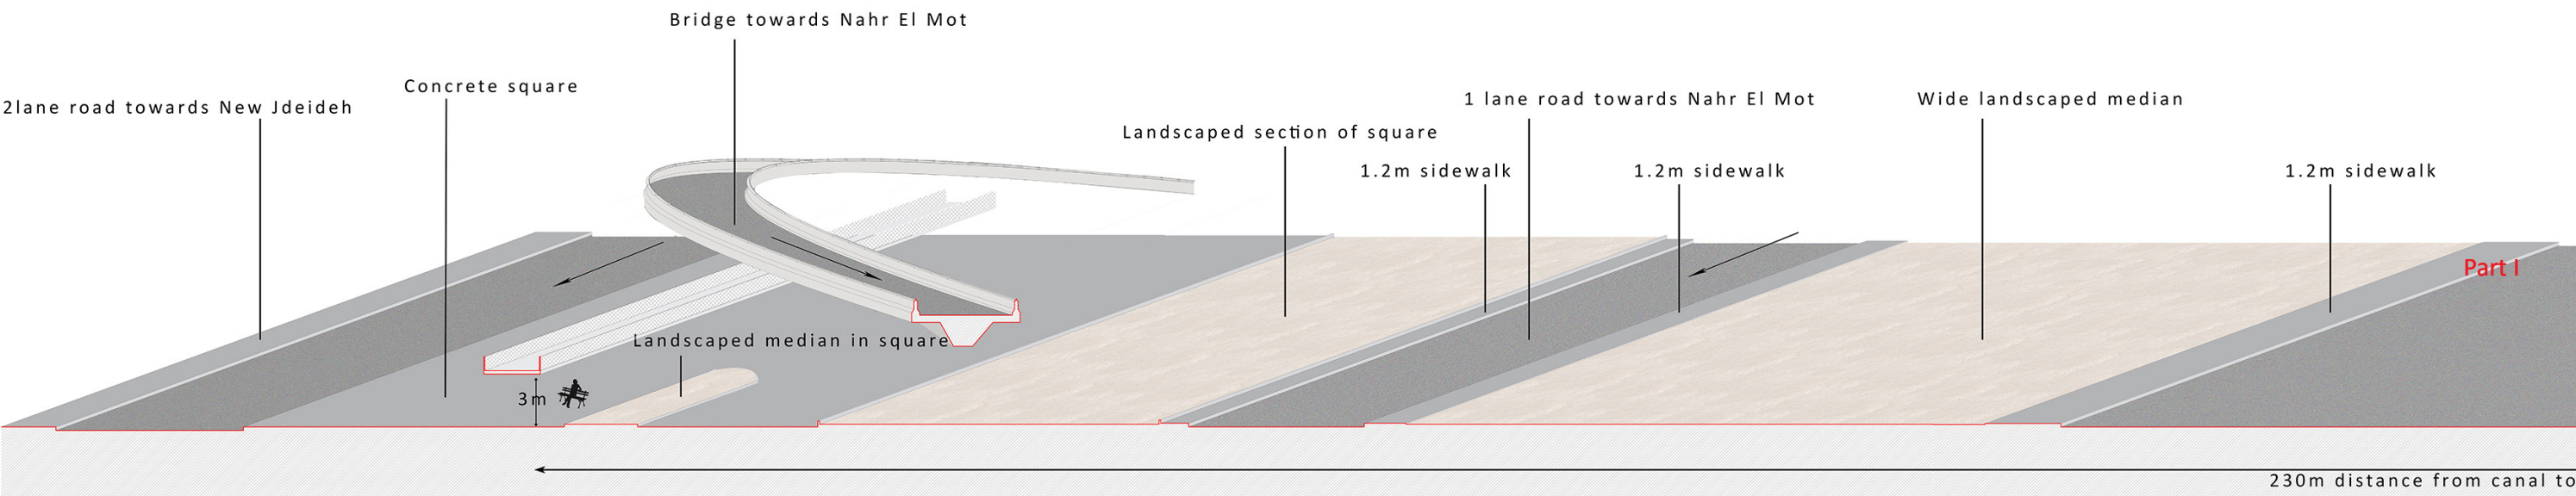 Bridge towards Nahr El Mot
Concrete square
2lane road towards New Jdeideh
1 lane road towards Nahr El Mot
Wide landscaped median
Landscaped section of square
1.2m sidewalk
1.2m sidewalk
1.2m sidewalk
Part I
Landscaped median in square
3m
230m distance from canal to